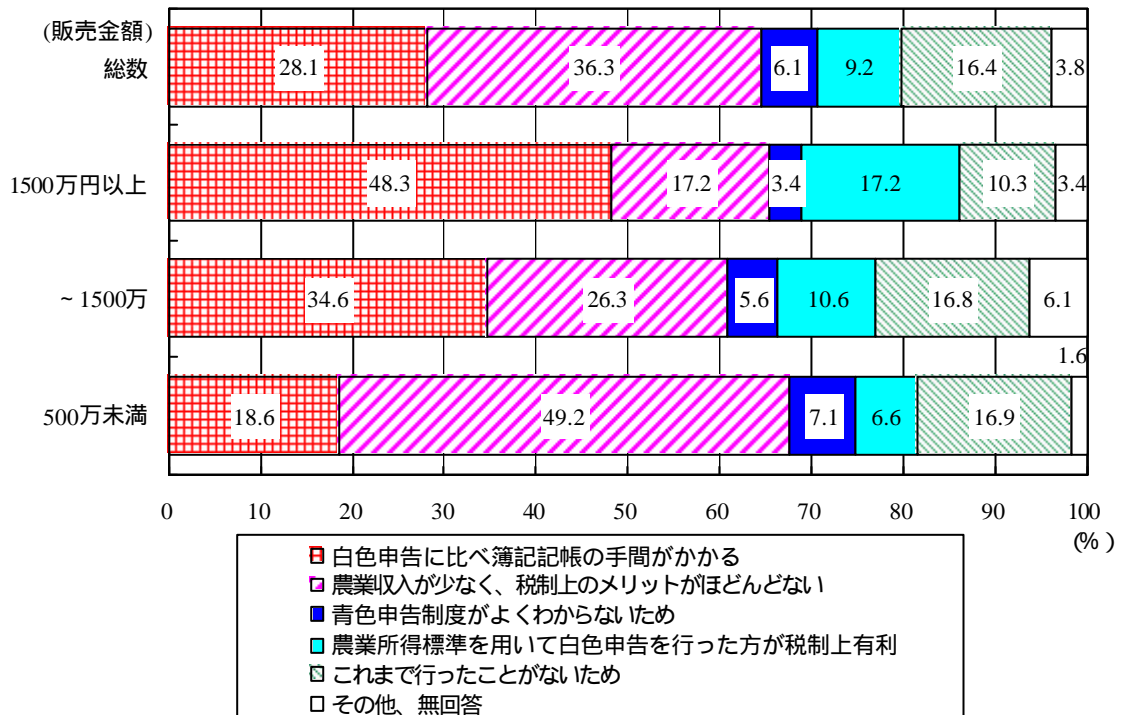 (販売金額)
総数
28.1 36.3 6.1 9.2 16.4 3.8
1500万円以上
48.3 17.2 3.4 17.2 10.3 3.4
~ 1500万
34.6 26.3 5.6 10.6 16.8 6.1
1.6
500万未満
18.6 49.2 7.1 6.6 16.9
0 10 20 30 40 50 60 70 80 90 100
(%)
白色申告に比べ簿記記帳の手間がかかる
農業収入が少なく、税制上のメリットがほどんどない
青色申告制度がよくわからないため
農業所得標準を用いて白色申告を行った方が税制上有利
これまで行ったことがないため
その他、無回答